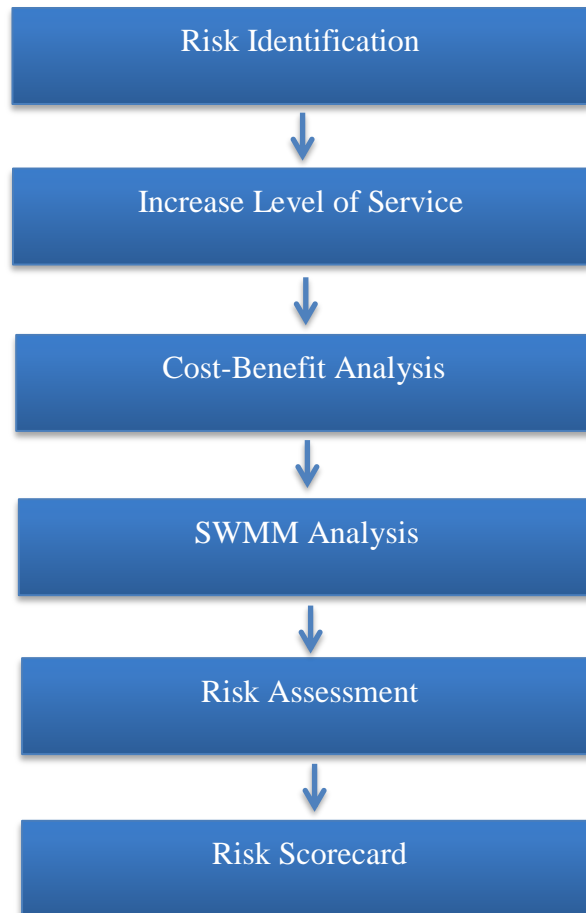 Risk Identification
Increase Level of Service
Cost-Benefit Analysis
SWMM Analysis
Risk Assessment
Risk Scorecard